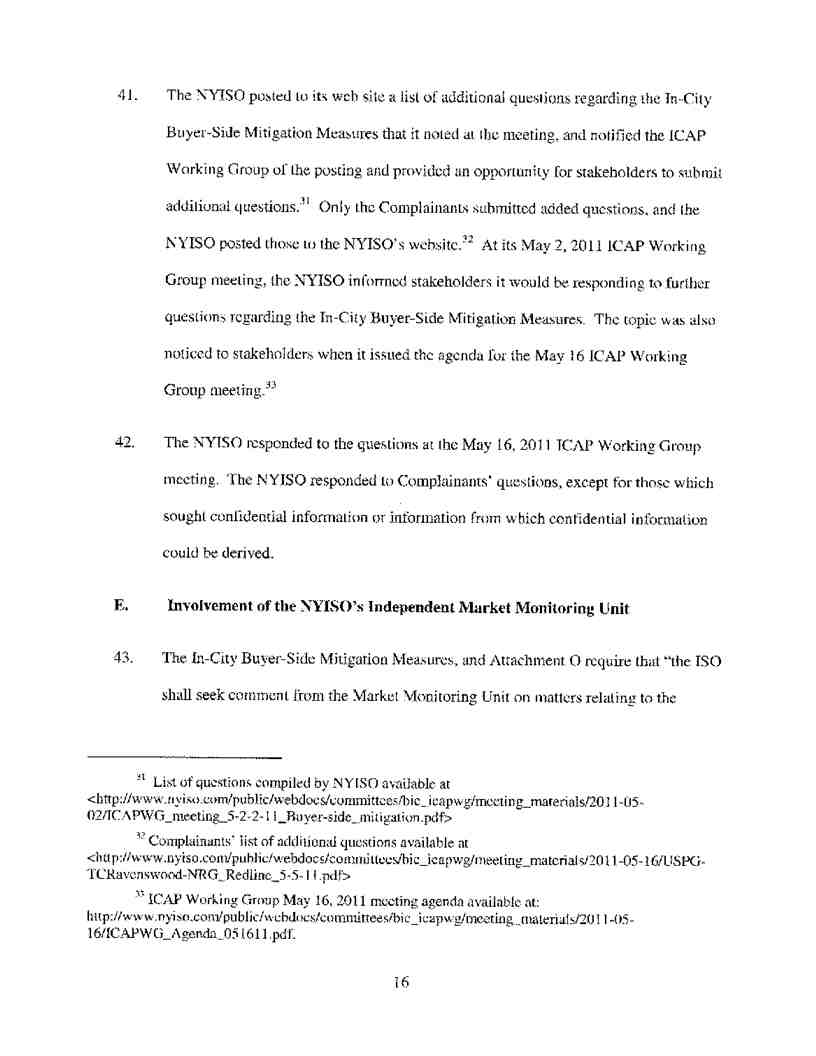 41. The NYISO posted to its web site a list of additional questions regarding the In-City
Buyer-Side Mitigation Measures that it noted at the meeting, and notified the ICAP
Working Group of the posting and provided an opportunity for stakeholders to submit
additional questions.31 Only the Complainants submitted added questions, and the
NYISO posted those to the NYISO's website.32 At its May 2, 2011 ICAP Working
Group meeting, the NYISO informed stakeholders it would be responding to further
questions regarding the In-City Buyer-Side Mitigation Measures. The topic was also
noticed to stakeholders when it issued the agenda for the May 16 ICAP Working
Group meeting.33
42. The NYISO responded to the questions at the May 16, 2011 ICAP Working Group
meeting. The NYISO responded to Complainants' questions, except for those which
sought confidential information or information from which confidential information
could be derived.
E. Involvement of the NYISO's Independent Market Monitoring Unit
43. The In-City Buyer-Side Mitigation Measures, and Attachment O require that "the ISO
shall seek comment from the Market Monitoring Unit on matters relating to the
31 List of questions compiled by NYISO available at
<http://www.nyiso.com/public/webdocs/committees/bic_icapwg/meeting_materials/2011-05-
02/ICAPWG_meeting_5-2-2-11_Buyer-side_mitigation.pdf>
32 Complainants' list of additional questions available at
<http://www.nyiso.com/public/webdocs/committees/bic_icapwg/meeting_materials/2011-05-16/USPG-
TCRavenswood-NRG_Redline_5-5-11.pdf>
33 ICAP Working Group May 16, 2011 meeting agenda available at:
http://www.nyiso.com/public/webdocs/committees/bic_icapwg/meeting_materials/2011-05-
16/ICAPWG_Agenda_051611.pdf.
16